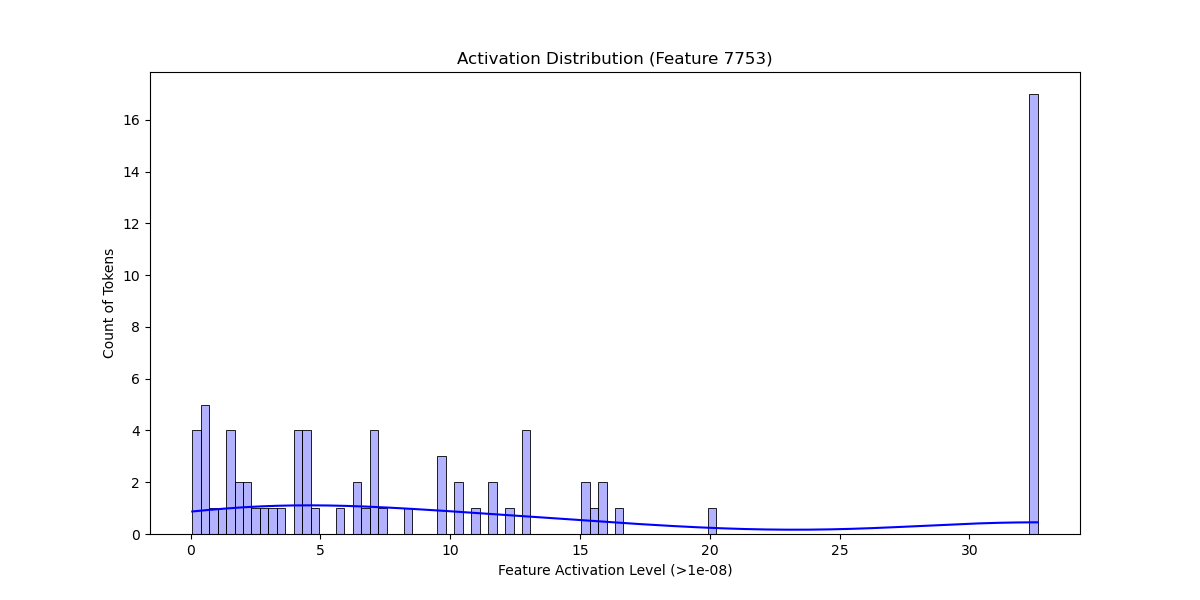 Activation Distribution (Feature 7753)
16
14
12
10
8
6
4
2
0
Count of Tokens
0 5 10 15 20 25 30
Feature Activation Level (>1e-08)